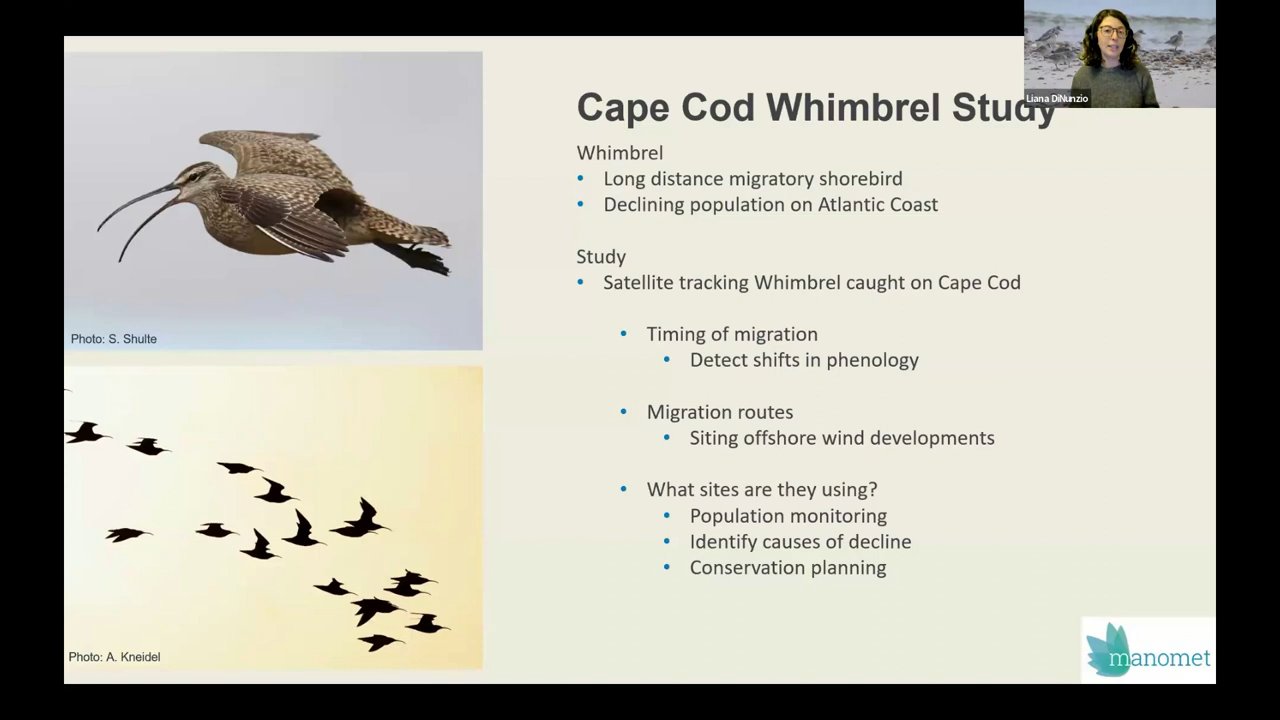 Liana DiNunzio
Cape Cod Whimbrel Study
Whimbrel
• Long distance migratory shorebird
• Declining population on Atlantic Coast
Study
• Satellite tracking Whimbrel caught on Cape Cod
• Timing of migration
• Detect shifts in phenology
• Migration routes
• Siting offshore wind developments
• What sites are they using?
• Population monitoring
• Identify causes of decline
• Conservation planning
Photo: S. Shulte
Photo: A. Kneidel
manomet